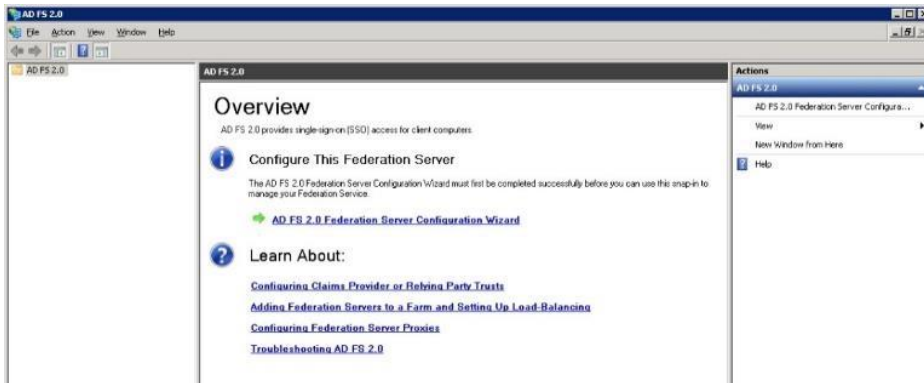 AD FS 2.0
File Action View Window Help
AD FS 2.0
AD FS 2.0
Overview
AD FS 2.0 provides single-sign-on (SSO) access for client computers.
Configure This Federation Server
The AD FS 2.0 Federation Server Configuration Wizard must first be completed successfully before you can use this snap-in to
manage your Federation Service.
AD FS 2.0 Federation Server Configuration Wizard
Learn About:
Configuring Claims Provider or Relying Party Trusts
Adding Federation Servers to a Farm and Setting Up Load-Balancing
Configuring Federation Server Proxies
Troubleshooting AD FS 2.0
Actions
AD FS 2.0
AD FS 2.0 Federation Server Configura...
View
New Window from Here
Help